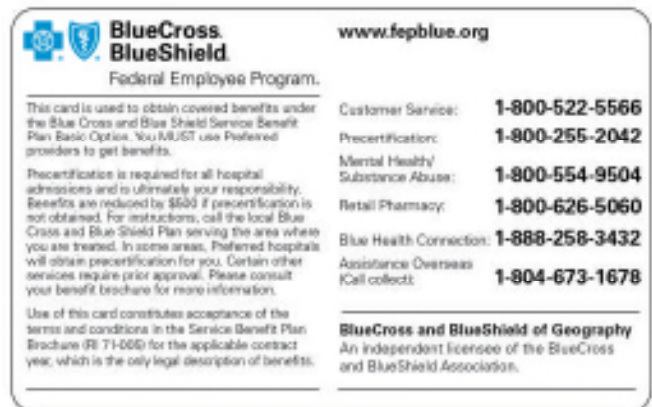 BlueCross
BlueShield
Federal Employee Program.
This card is used to obtain covered benefits under
the Blue Cross and Blue Shield Service Benefit
Plan Basic Option. You MUST use Preferred
providers to get benefits.
Precertification is required for all hospital
admissions and is ultimately your responsibility.
Benefits are reduced by $500 if precertification is
not obtained. For instructions, call the local Blue
Cross and Blue Shield Plan serving the area where
you are treated. In some areas, Preferred hospitals
will obtain precertification for you. Certain other
services require prior approval. Please consult
your benefit brochure for more information.
Use of this card constitutes acceptance of the
terms and conditions in the Service Benefit Plan
Brochure (RI 71-005) for the applicable contract
year, which is the only legal description of benefits.
www.fepblue.org
Customer Service: 1-800-522-5566
Precertification: 1-800-255-2042
Mental Health/
Substance Abuse: 1-800-554-9504
Retail Pharmacy: 1-800-626-5060
Blue Health Connection: 1-888-258-3432
Assistance Overseas
(Call collect): 1-804-673-1678
BlueCross and BlueShield of Geography
An independent licensee of the BlueCross
and BlueShield Association.